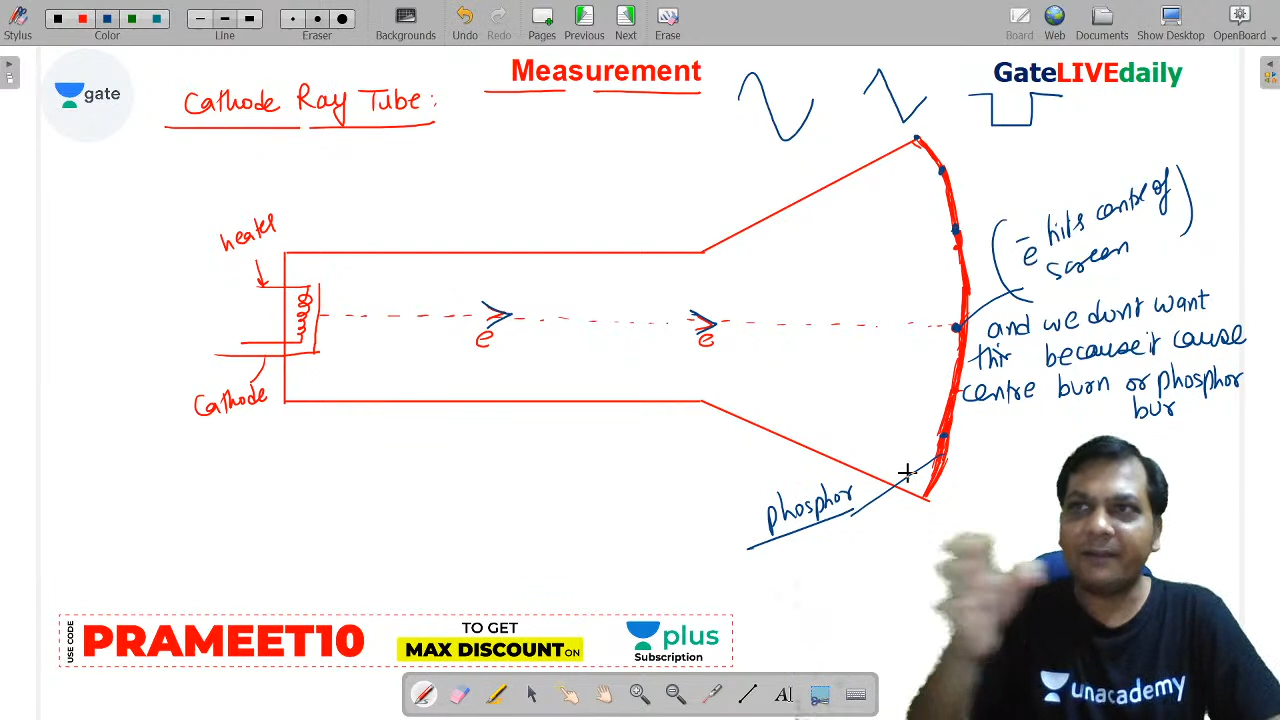 Stylus
Color
Line
Eraser
Backgrounds
Undo
Redo
Pages
Previous
Next
Erase
Board
Web
Documents
Show Desktop
OpenBoard
gate
Measurement
GateLIVEdaily
Cathode Ray Tube:
heater
e
e
Cathode
(e hits centre of
screen)
and we dont want
this because it cause
centre burn or phosphor
bur
phosphor
USE CODE
PRAMEET10
TO GET
MAX DISCOUNT ON
plus
Subscription
AI
unacademy